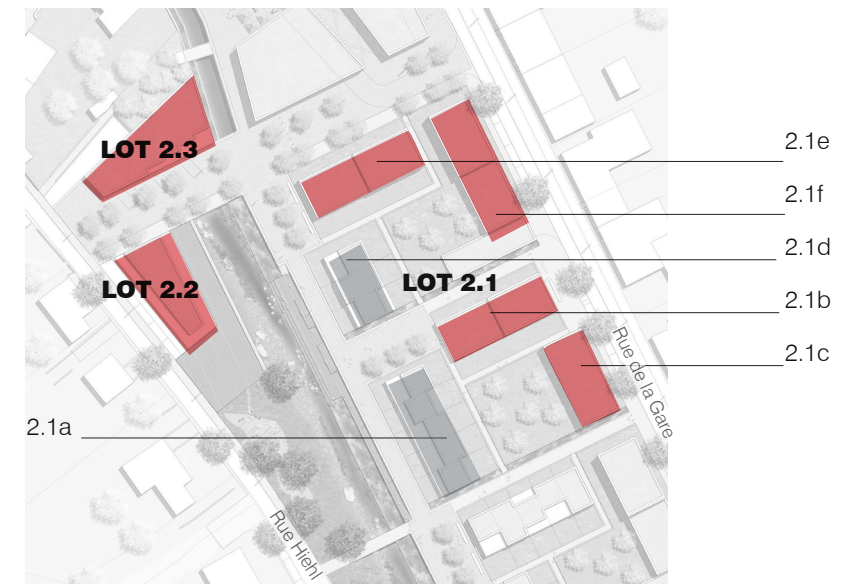 LOT 2.3
2.1e
2.1f
2.1d
LOT 2.1
LOT 2.2
2.1b
2.1c
Rue de la Gare
2.1a
Rue Hiehl